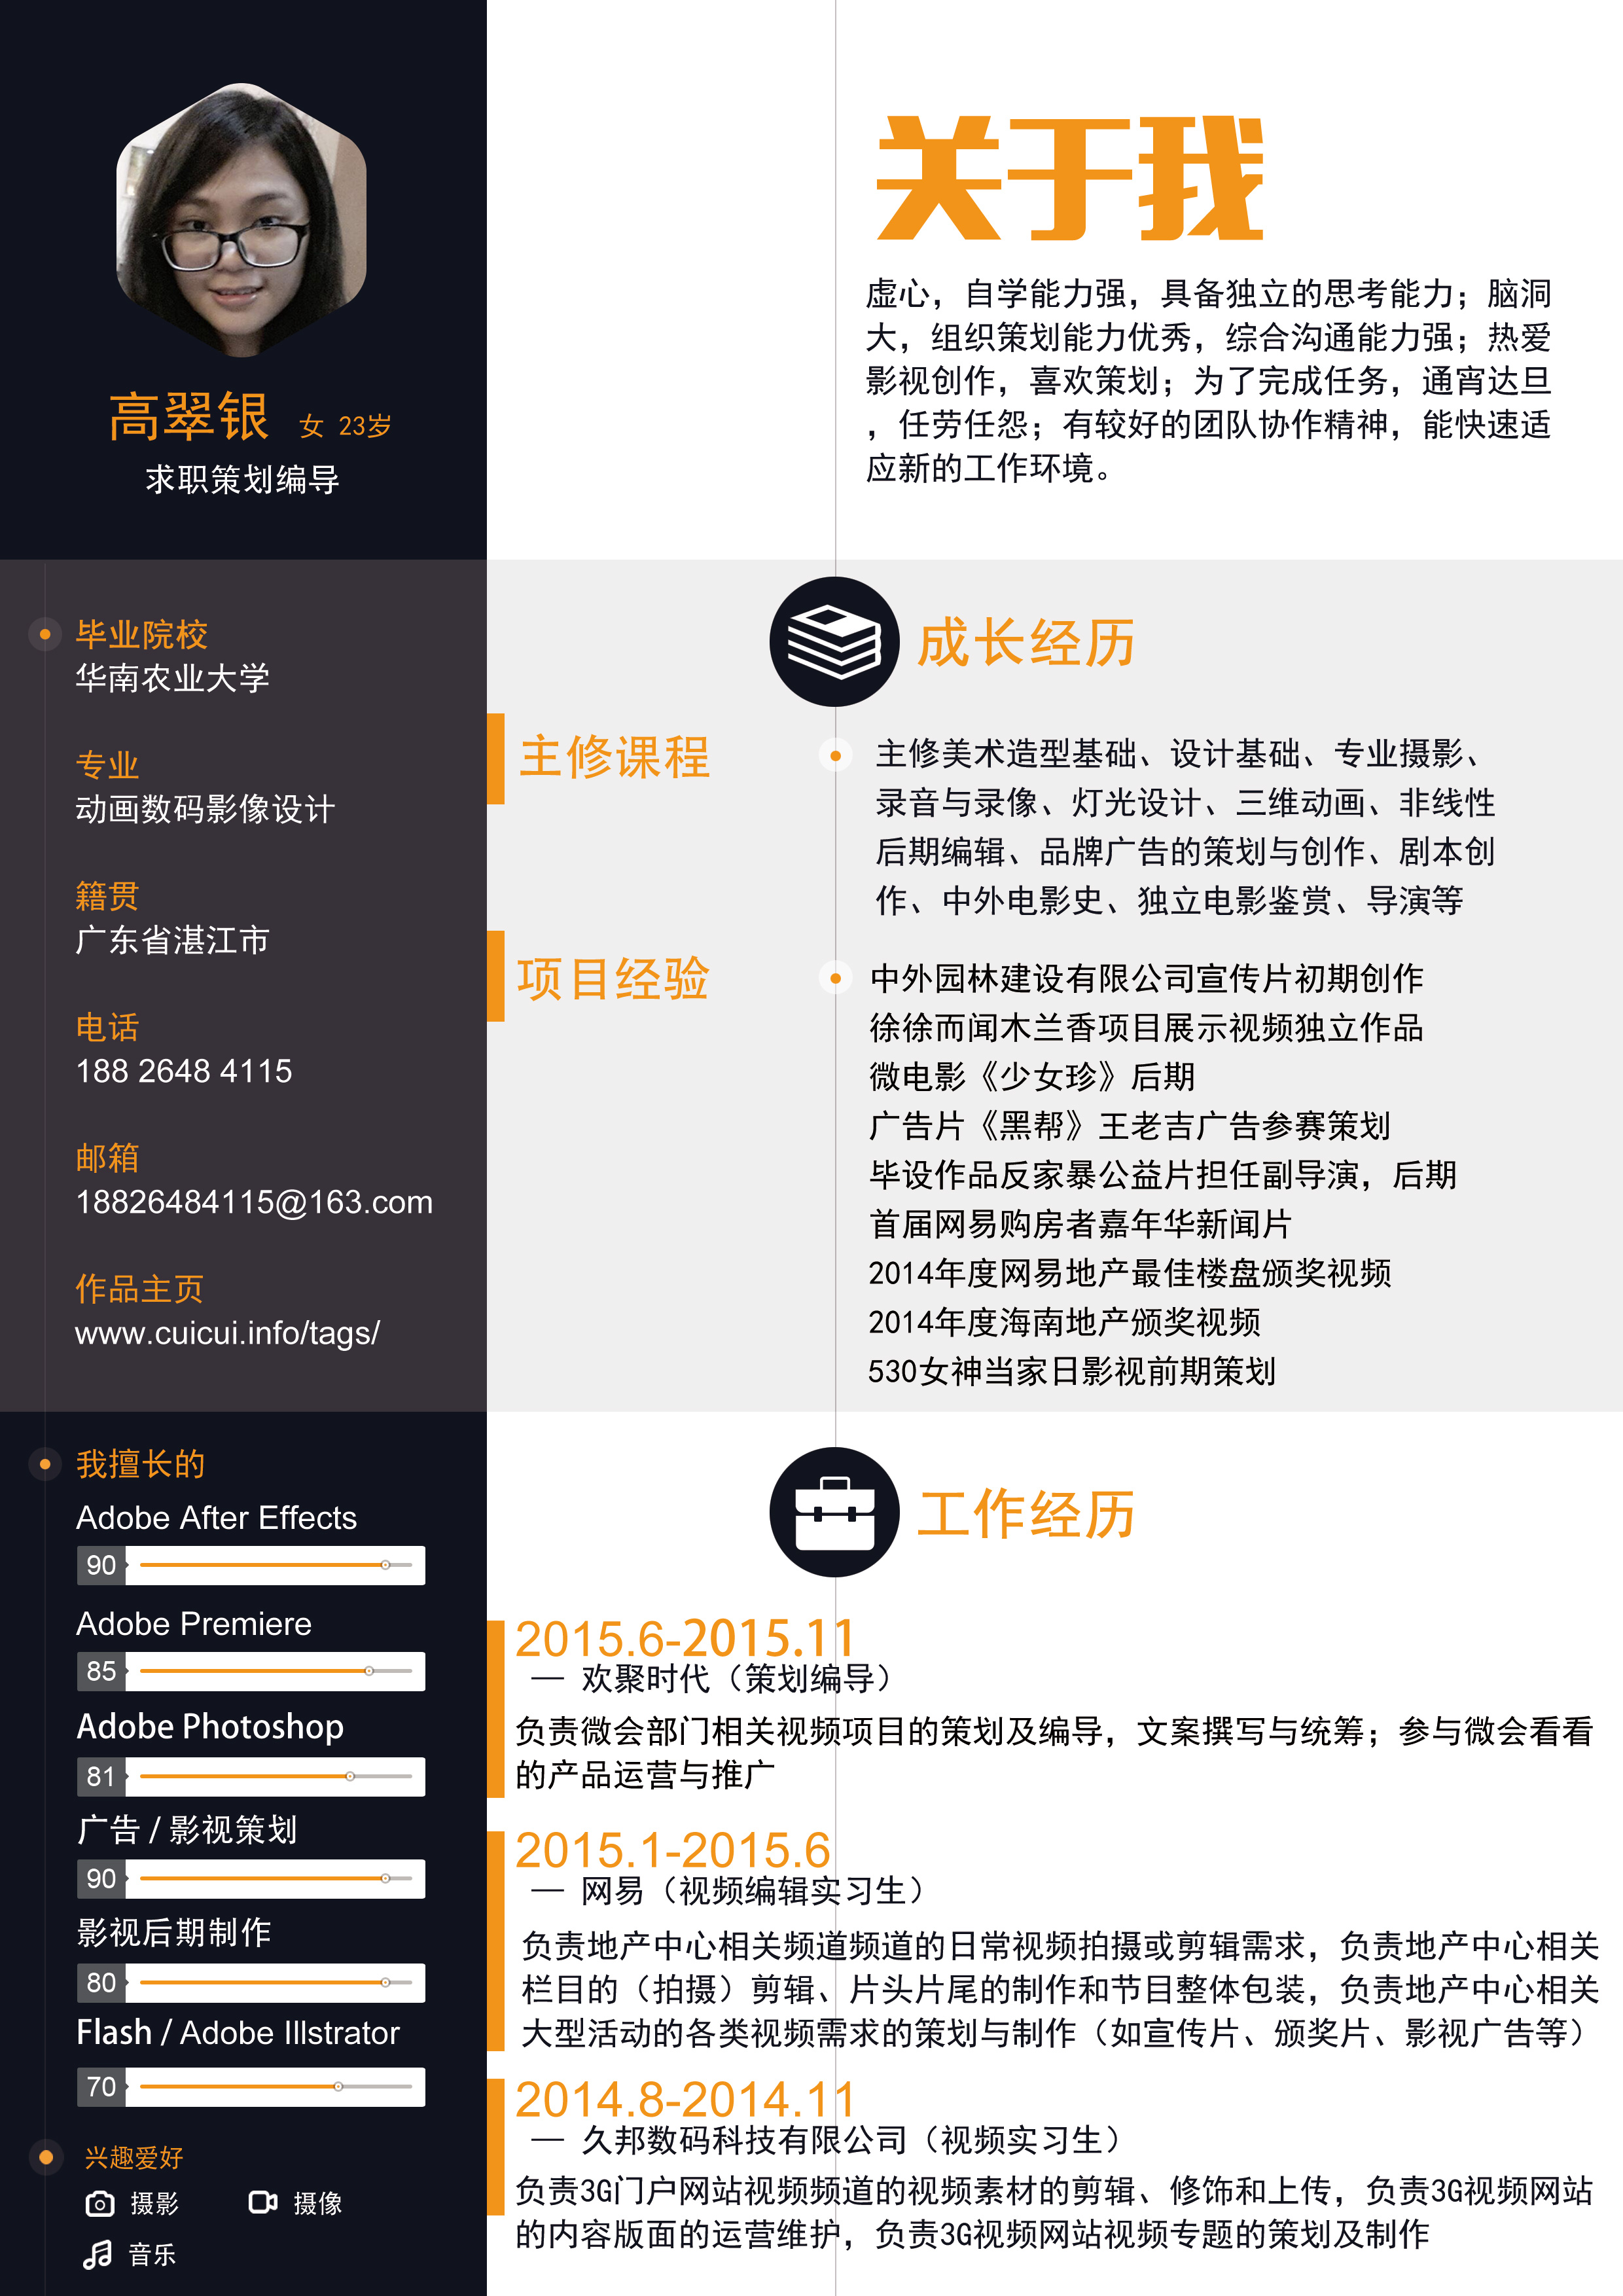 高翠银 女 23岁
求职策划编导
毕业院校
华南农业大学
专业
动画数码影像设计
籍贯
广东省湛江市
电话
188 2648 4115
邮箱
18826484115@163.com
作品主页
www.cuicui.info/tags/
我擅长的
Adobe After Effects
90
Adobe Premiere
85
Adobe Photoshop
81
广告 / 影视策划
90
影视后期制作
80
Flash / Adobe Illstrator
70
兴趣爱好
摄影 摄像
音乐
关于我
虚心，自学能力强，具备独立的思考能力；脑洞
大，组织策划能力优秀，综合沟通能力强；热爱
影视创作，喜欢策划；为了完成任务，通宵达旦
，任劳任怨；有较好的团队协作精神，能快速适
应新的工作环境。
成长经历
主修课程
主修美术造型基础、设计基础、专业摄影、
录音与录像、灯光设计、三维动画、非线性
后期编辑、品牌广告的策划与创作、剧本创
作、中外电影史、独立电影鉴赏、导演等
项目经验
中外园林建设有限公司宣传片初期创作
徐徐而闻木兰香项目展示视频独立作品
微电影《少女珍》后期
广告片《黑帮》王老吉广告参赛策划
毕设作品反家暴公益片担任副导演，后期
首届网易购房者嘉年华新闻片
2014年度网易地产最佳楼盘颁奖视频
2014年度海南地产颁奖视频
530女神当家日影视前期策划
工作经历
2015.6-2015.11
— 欢聚时代（策划编导）
负责微会部门相关视频项目的策划及编导，文案撰写与统筹；参与微会看看
的产品运营与推广
2015.1-2015.6
— 网易（视频编辑实习生）
负责地产中心相关频道频道的日常视频拍摄或剪辑需求，负责地产中心相关
栏目的（拍摄）剪辑、片头片尾的制作和节目整体包装，负责地产中心相关
大型活动的各类视频需求的策划与制作（如宣传片、颁奖片、影视广告等）
2014.8-2014.11
— 久邦数码科技有限公司（视频实习生）
负责3G门户网站视频频道的视频素材的剪辑、修饰和上传，负责3G视频网站
的内容版面的运营维护，负责3G视频网站视频专题的策划及制作